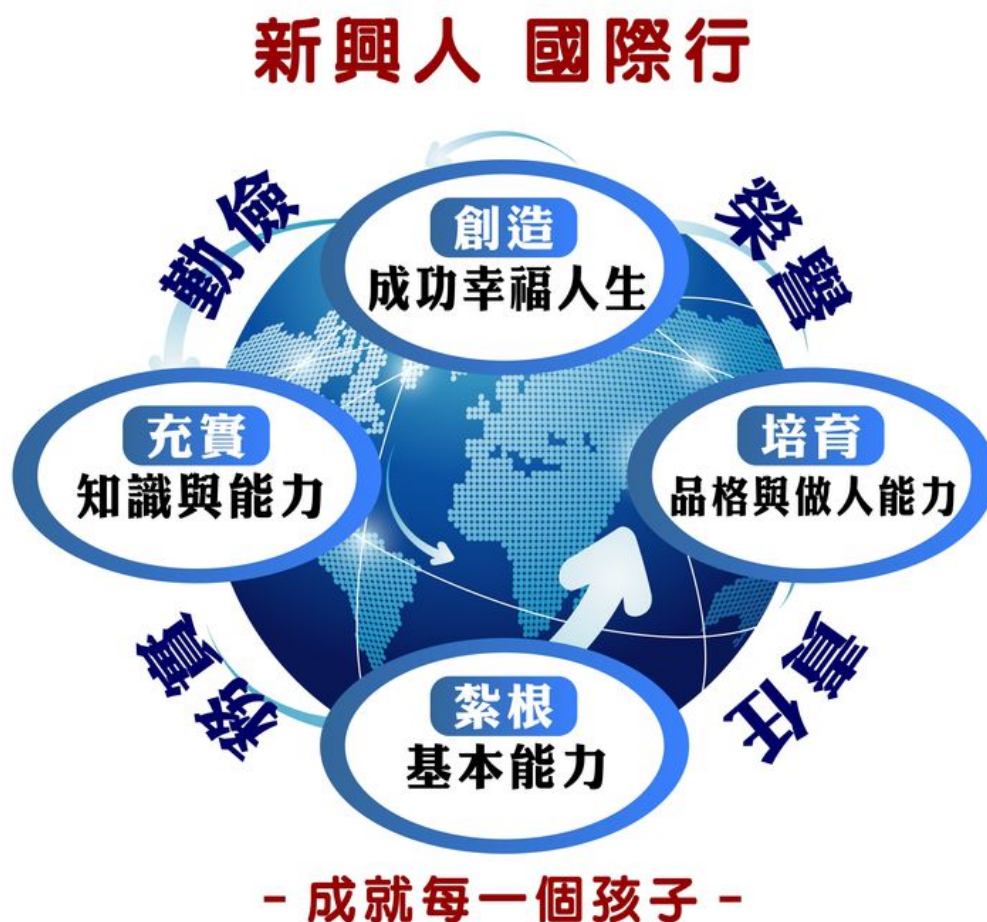 新興人 國際行
勤儉
榮譽
創造
成功幸福人生
充實
知識與能力
培育
品格與做人能力
務實
責任
紮根
基本能力
- 成就每一個孩子 -